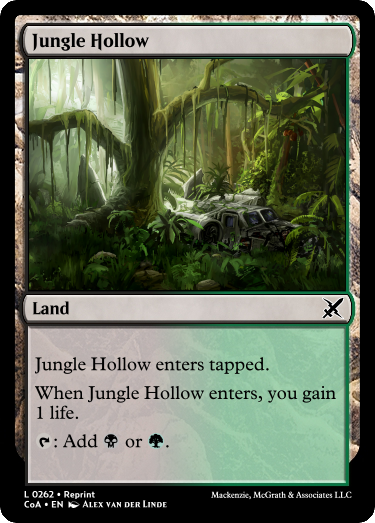 Jungle Hollow
Land
Jungle Hollow enters tapped.
When Jungle Hollow enters, you gain
1 life.
: Add or .
L 0262 • Reprint
CoA • EN Alex van der Linde
Mackenzie, McGrath & Associates LLC